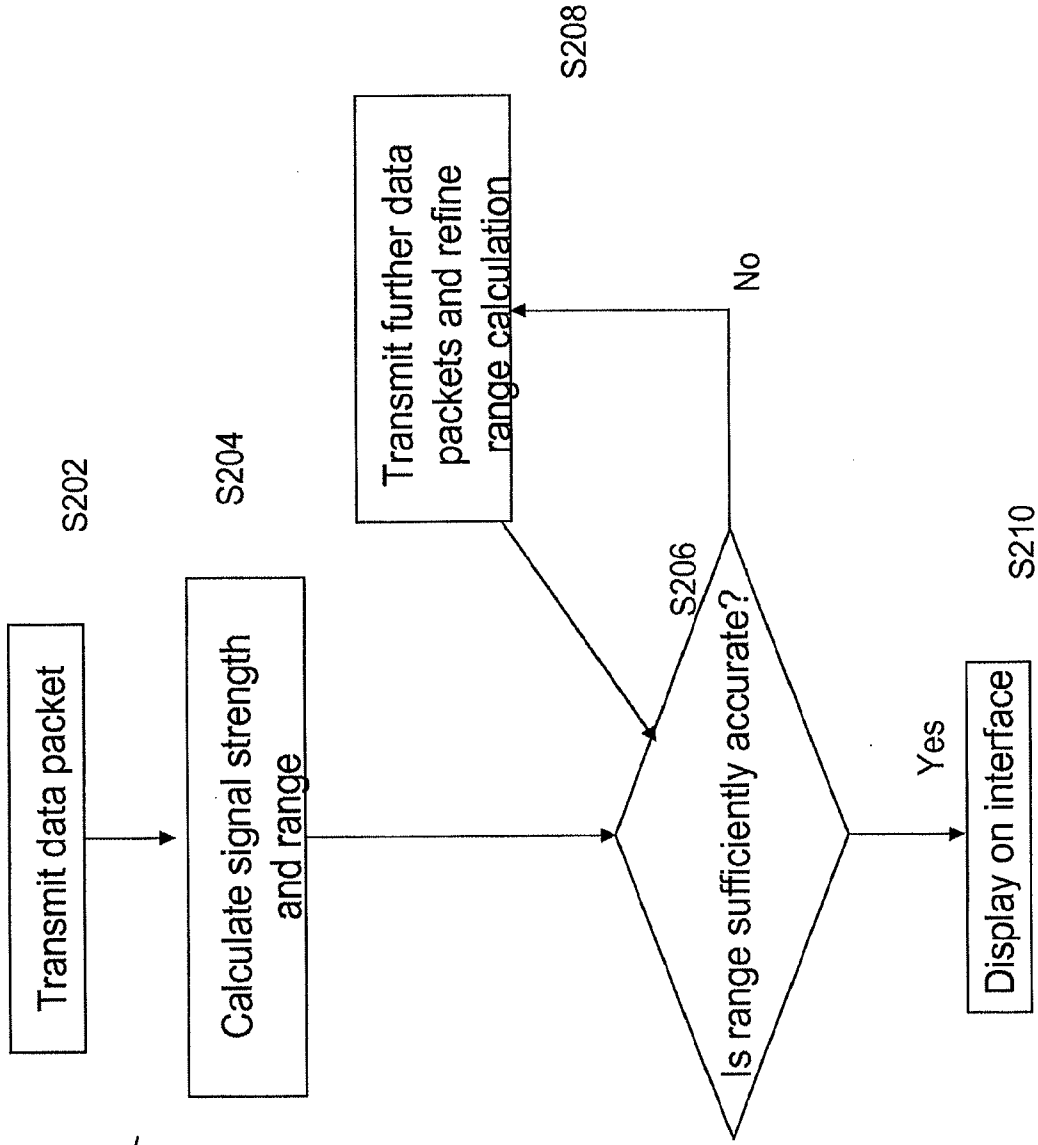 Transmit data packet
S202
Calculate signal strength
and range
S204
Is range sufficiently accurate?
S206
No
Transmit further data
packets and refine
range calculation
S208
Yes
Display on interface
S210